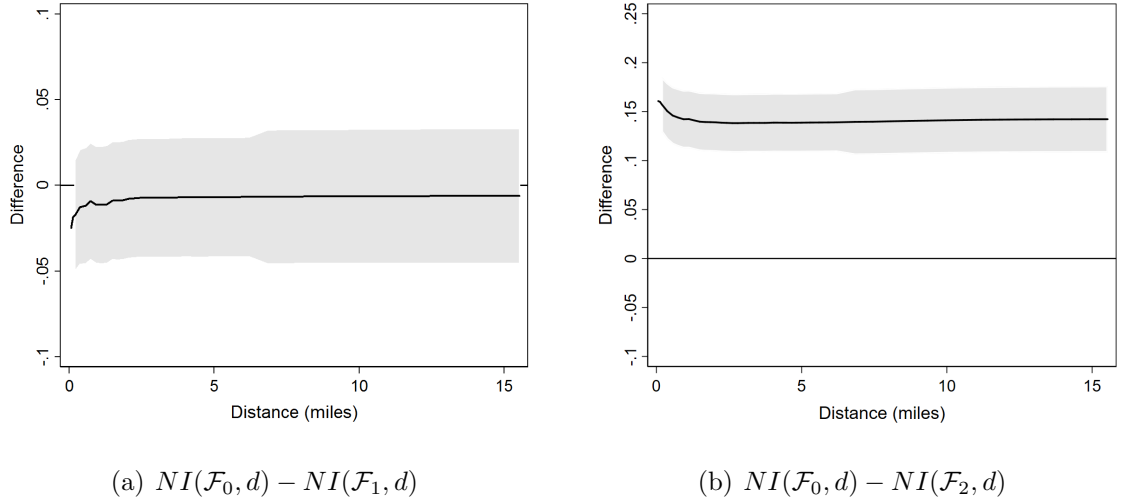 .1
.05
0
-.05
-.1
Difference
0 5 10 15
Distance (miles)
(a) NI(ℱ₀, d) − NI(ℱ₁, d)
.25
.2
.15
.1
.05
0
-.05
-.1
Difference
0 5 10 15
Distance (miles)
(b) NI(ℱ₀, d) − NI(ℱ₂, d)